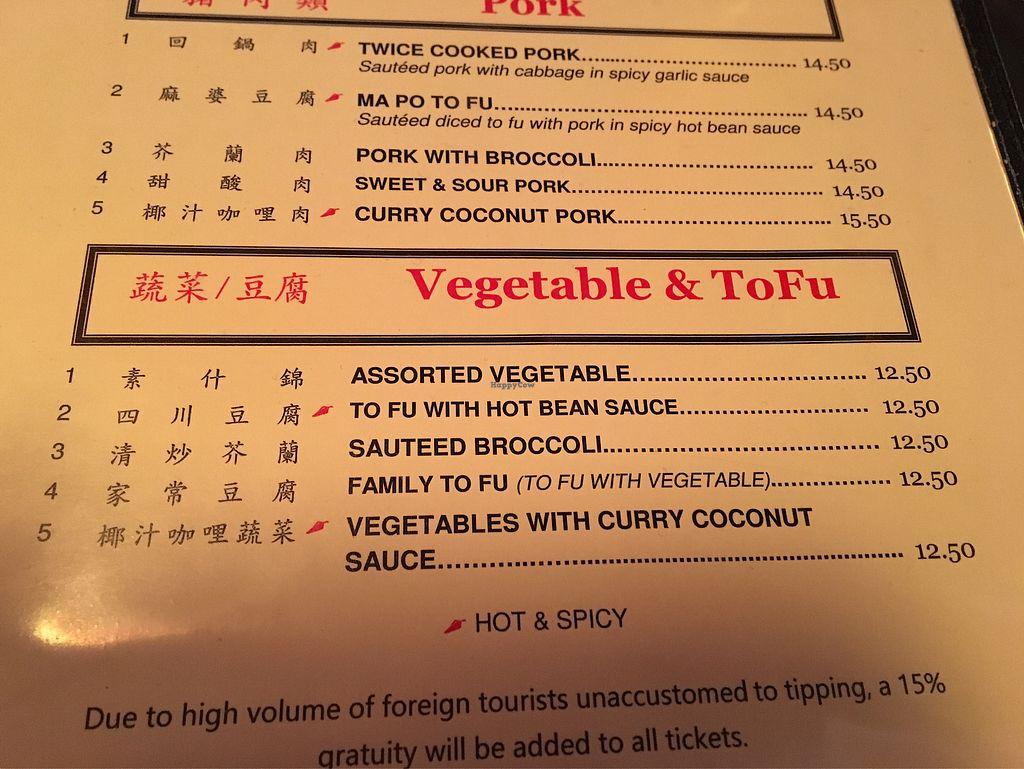 豬肉類 Pork
1 回鍋肉 TWICE COOKED PORK........................................ 14.50
Sautéed pork with cabbage in spicy garlic sauce
2 麻婆豆腐 MA PO TO FU.......................................................... 14.50
Sautéed diced to fu with pork in spicy hot bean sauce
3 芥蘭肉 PORK WITH BROCCOLI........................................ 14.50
4 甜酸肉 SWEET & SOUR PORK.............................................. 14.50
5 椰汁咖哩肉 CURRY COCONUT PORK....................................... 15.50
蔬菜/豆腐 Vegetable & ToFu
1 素什錦 ASSORTED VEGETABLE...................................... 12.50
HappyCow
2 四川豆腐 TO FU WITH HOT BEAN SAUCE.............................. 12.50
3 清炒芥蘭 SAUTEED BROCCOLI............................................ 12.50
4 家常豆腐 FAMILY TO FU (TO FU WITH VEGETABLE)................... 12.50
5 椰汁咖哩蔬菜 VEGETABLES WITH CURRY COCONUT
SAUCE.................................................................... 12.50
HOT & SPICY
Due to high volume of foreign tourists unaccustomed to tipping, a 15%
gratuity will be added to all tickets.